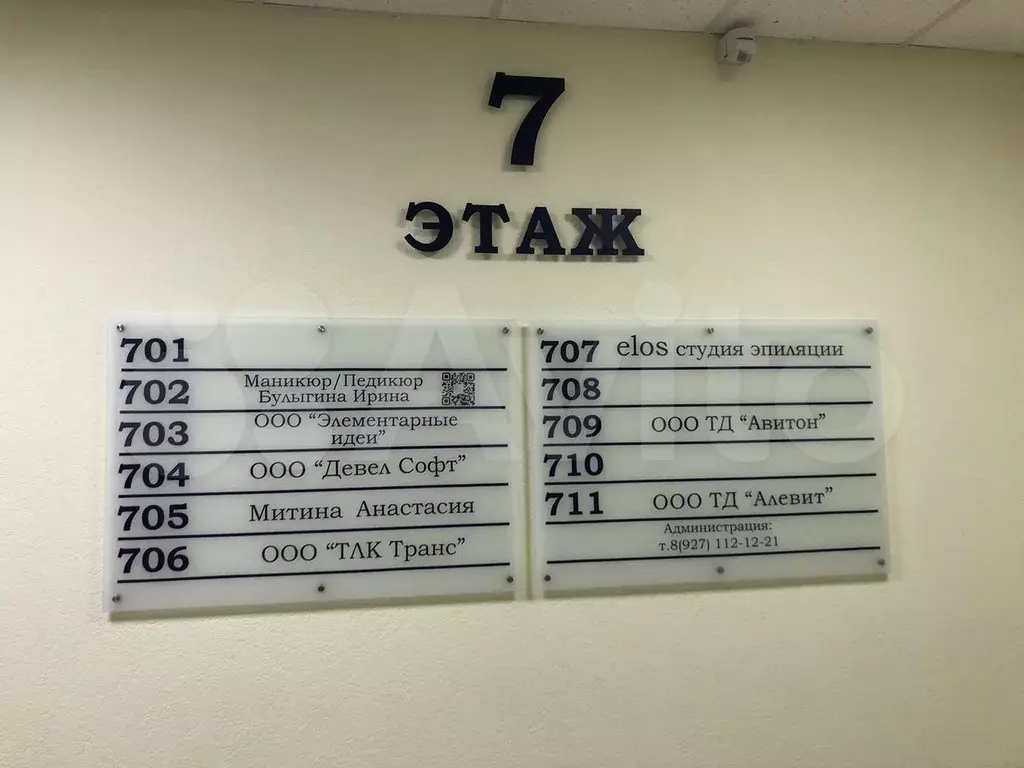 7
ЭТАЖ
701
702 Маникюр/Педикюр
Булыгина Ирина
703 ООО "Элементарные
идеи"
704 ООО "Девел Софт"
705 Митина Анастасия
706 ООО "ТЛК Транс"
707 elos студия эпиляции
708
709 ООО ТД "Авитон"
710
711 ООО ТД "Алевит"
Администрация:
т.8(927) 112-12-21
Avito